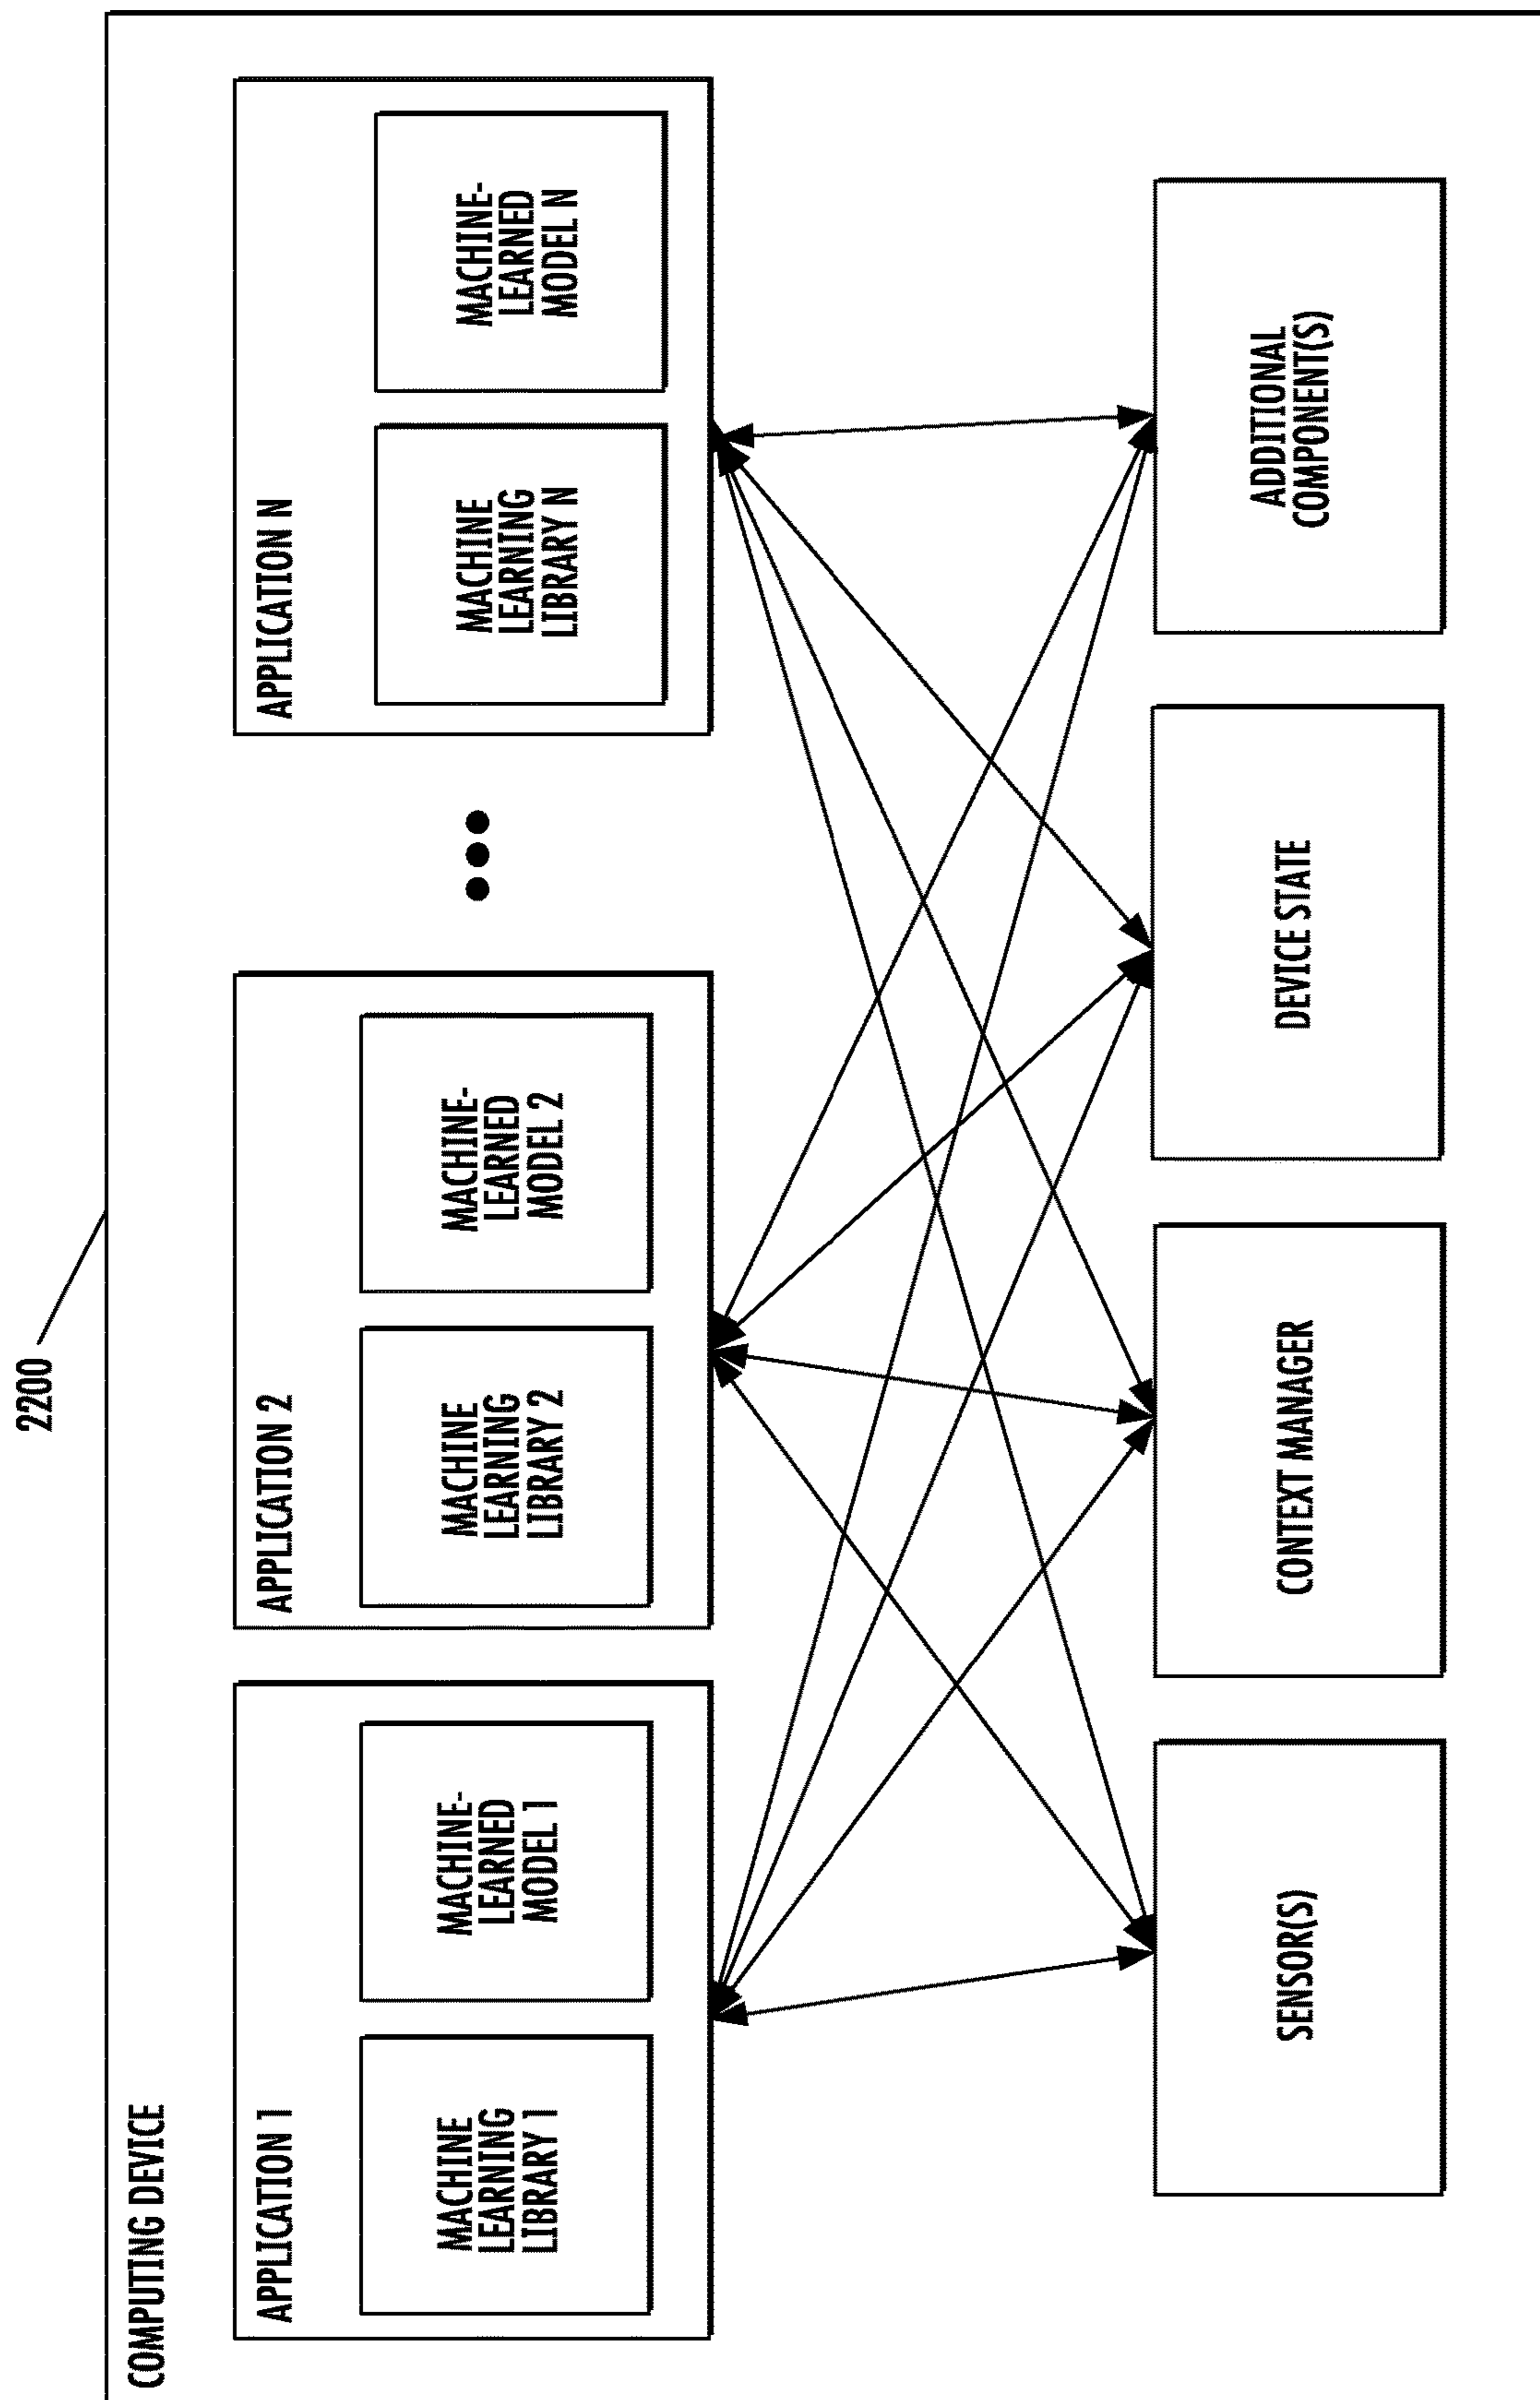 2200
COMPUTING DEVICE
APPLICATION 1
MACHINE
LEARNING
LIBRARY 1
MACHINE-
LEARNED
MODEL 1
APPLICATION 2
MACHINE
LEARNING
LIBRARY 2
MACHINE-
LEARNED
MODEL 2
APPLICATION N
MACHINE
LEARNING
LIBRARY N
MACHINE-
LEARNED
MODEL N
SENSOR(S)
CONTEXT MANAGER
DEVICE STATE
ADDITIONAL
COMPONENT(S)